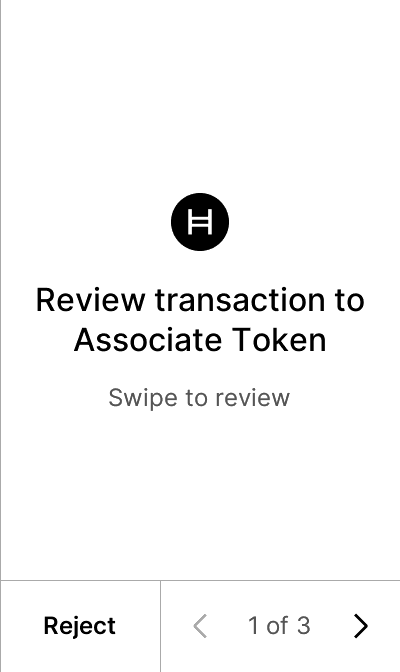 Review transaction to
Associate Token
Swipe to review
Reject
1 of 3